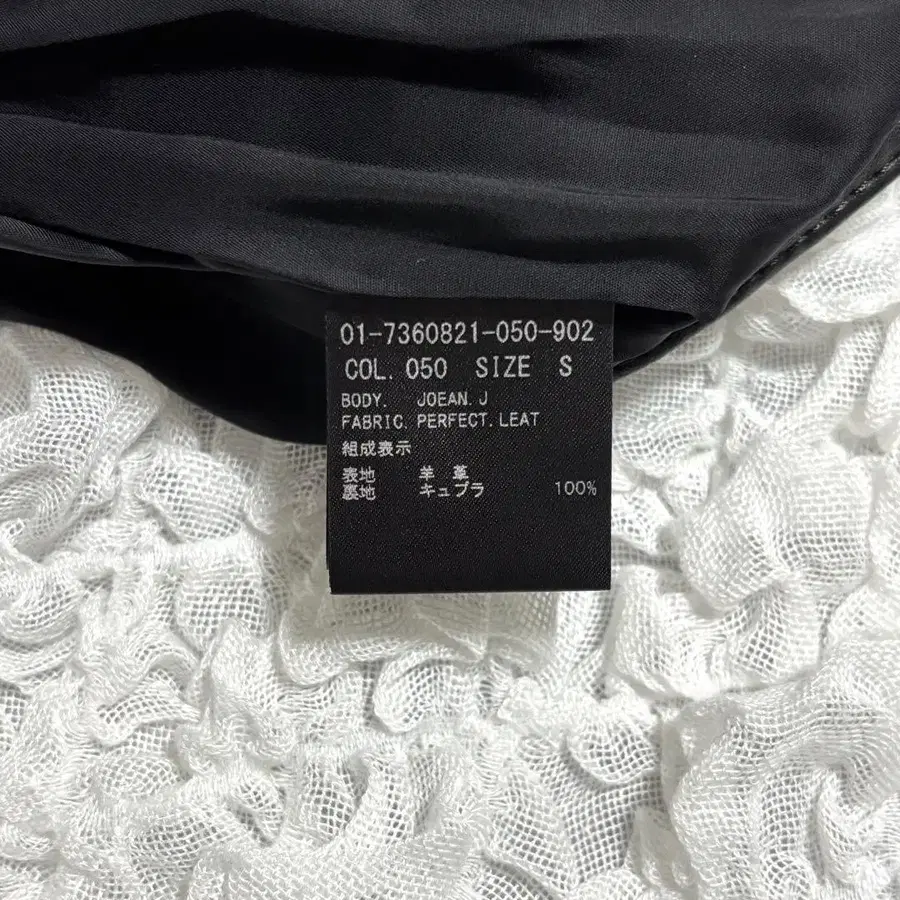 01-7360821-050-902
COL. 050 SIZE S
BODY. JOEAN.J
FABRIC. PERFECT.LEAT
組成表示
表地 羊革
裏地 キュプラ 100%